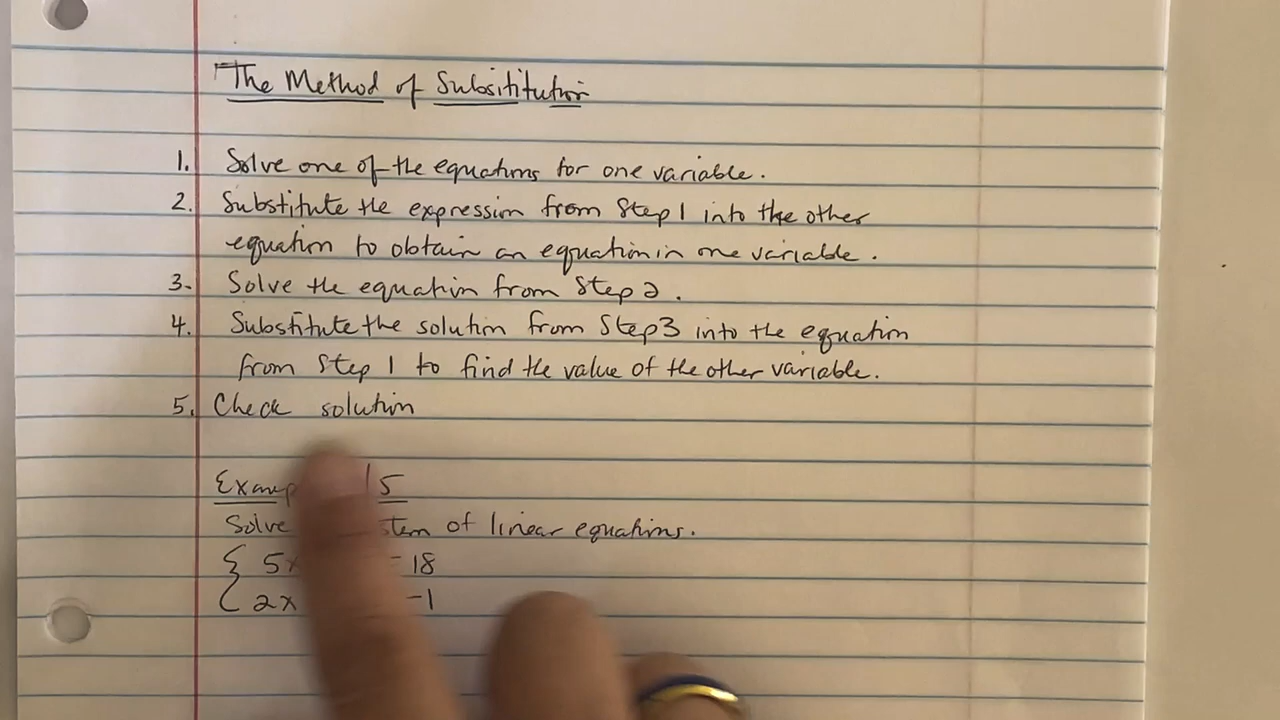 The Method of Subsititution
1. Solve one of the equations for one variable.
2. Substitute the expression from Step 1 into the other
equation to obtain an equation in one variable.
3. Solve the equation from Step 2.
4. Substitute the solution from Step 3 into the equation
from Step 1 to find the value of the other variable.
5. Check solution
5
Solve of linear equations.
5x 18
2x -1